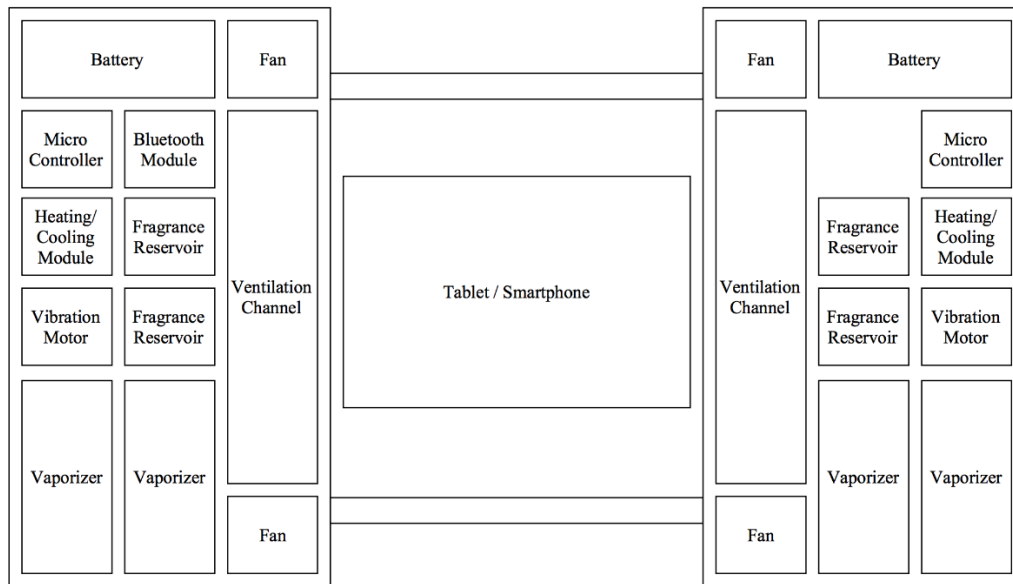 Battery
Fan
Micro
Controller
Bluetooth
Module
Heating/
Cooling
Module
Fragrance
Reservoir
Vibration
Motor
Fragrance
Reservoir
Vaporizer
Vaporizer
Ventilation
Channel
Fan
Tablet / Smartphone
Fan
Battery
Micro
Controller
Ventilation
Channel
Fragrance
Reservoir
Heating/
Cooling
Module
Fragrance
Reservoir
Vibration
Motor
Vaporizer
Vaporizer
Fan